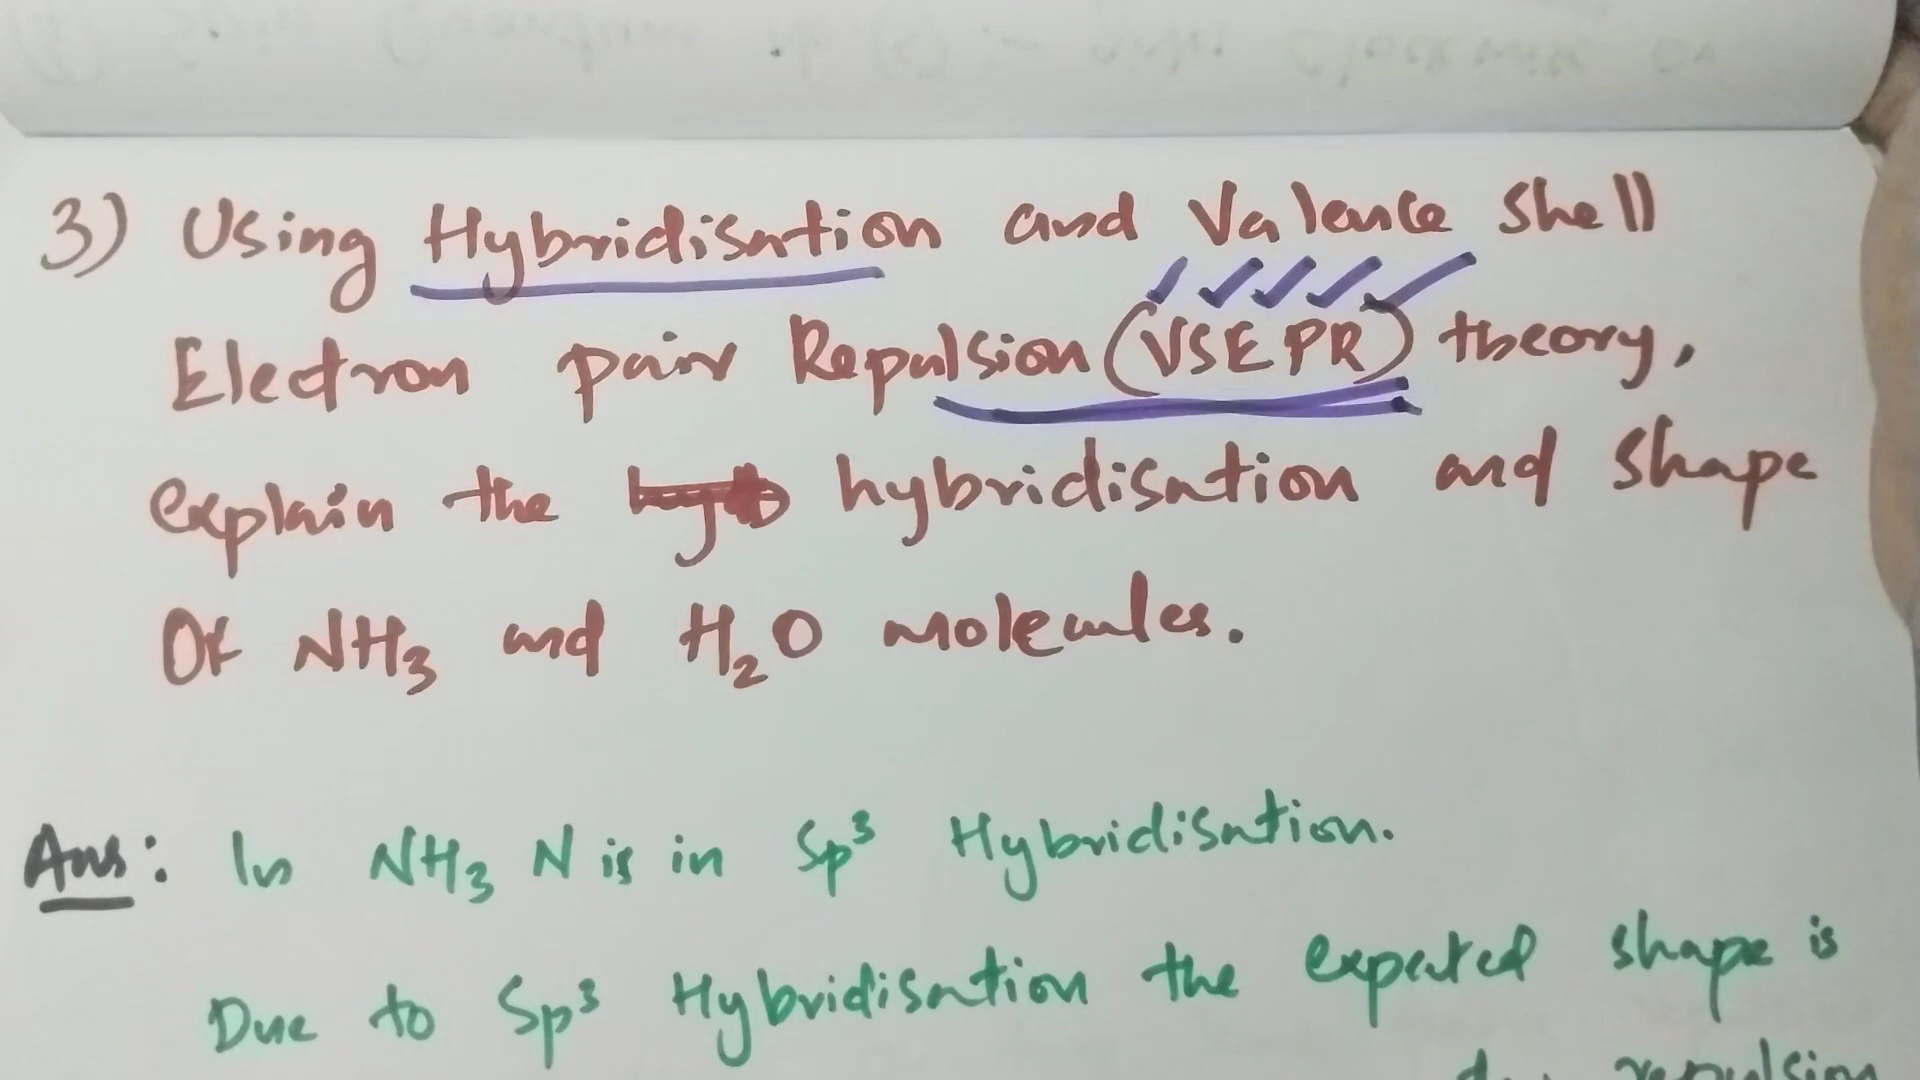 3) Using Hybridisation and Valence Shell
Electron pair Repulsion (VSEPR) theory,
explain the hybridisation and shape
Of NH₃ and H₂O molecules.
Ans: In NH₃ N is in Sp³ Hybridisation.
Due to Sp³ Hybridisation the expected shape is
repulsion